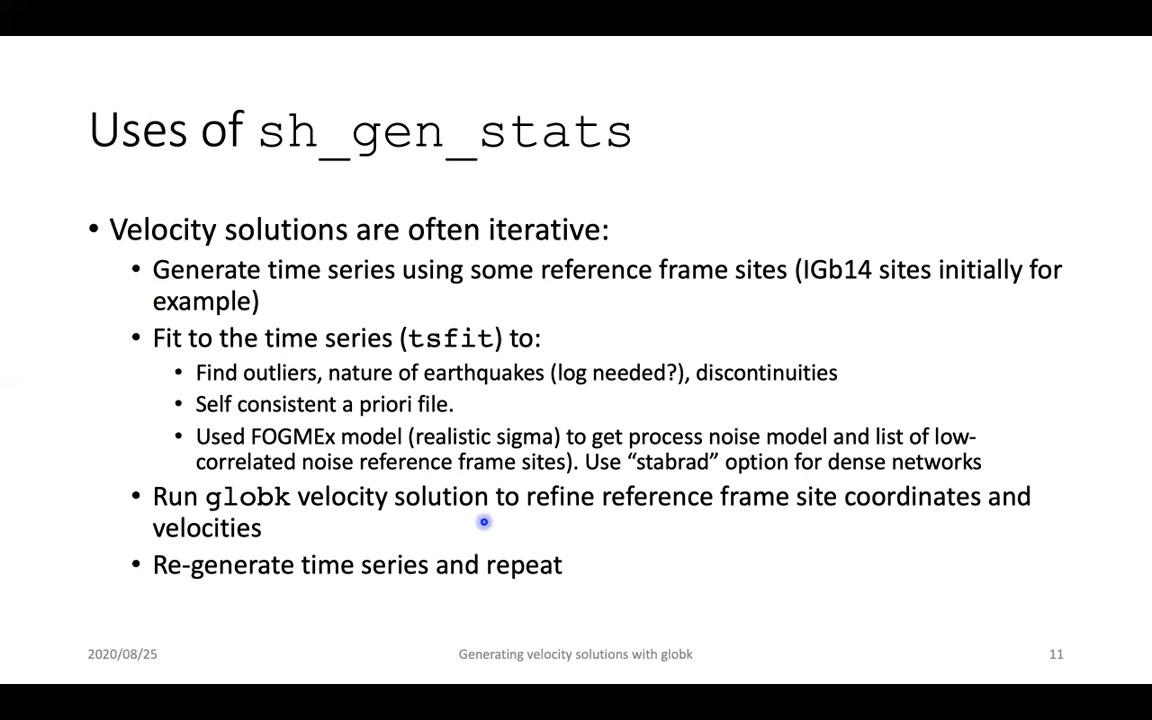 Uses of sh_gen_stats
• Velocity solutions are often iterative:
• Generate time series using some reference frame sites (IGb14 sites initially for
example)
• Fit to the time series (tsfit) to:
• Find outliers, nature of earthquakes (log needed?), discontinuities
• Self consistent a priori file.
• Used FOGMEx model (realistic sigma) to get process noise model and list of low-
correlated noise reference frame sites). Use “stabrad” option for dense networks
• Run globk velocity solution to refine reference frame site coordinates and
velocities
• Re-generate time series and repeat
2020/08/25
Generating velocity solutions with globk
11